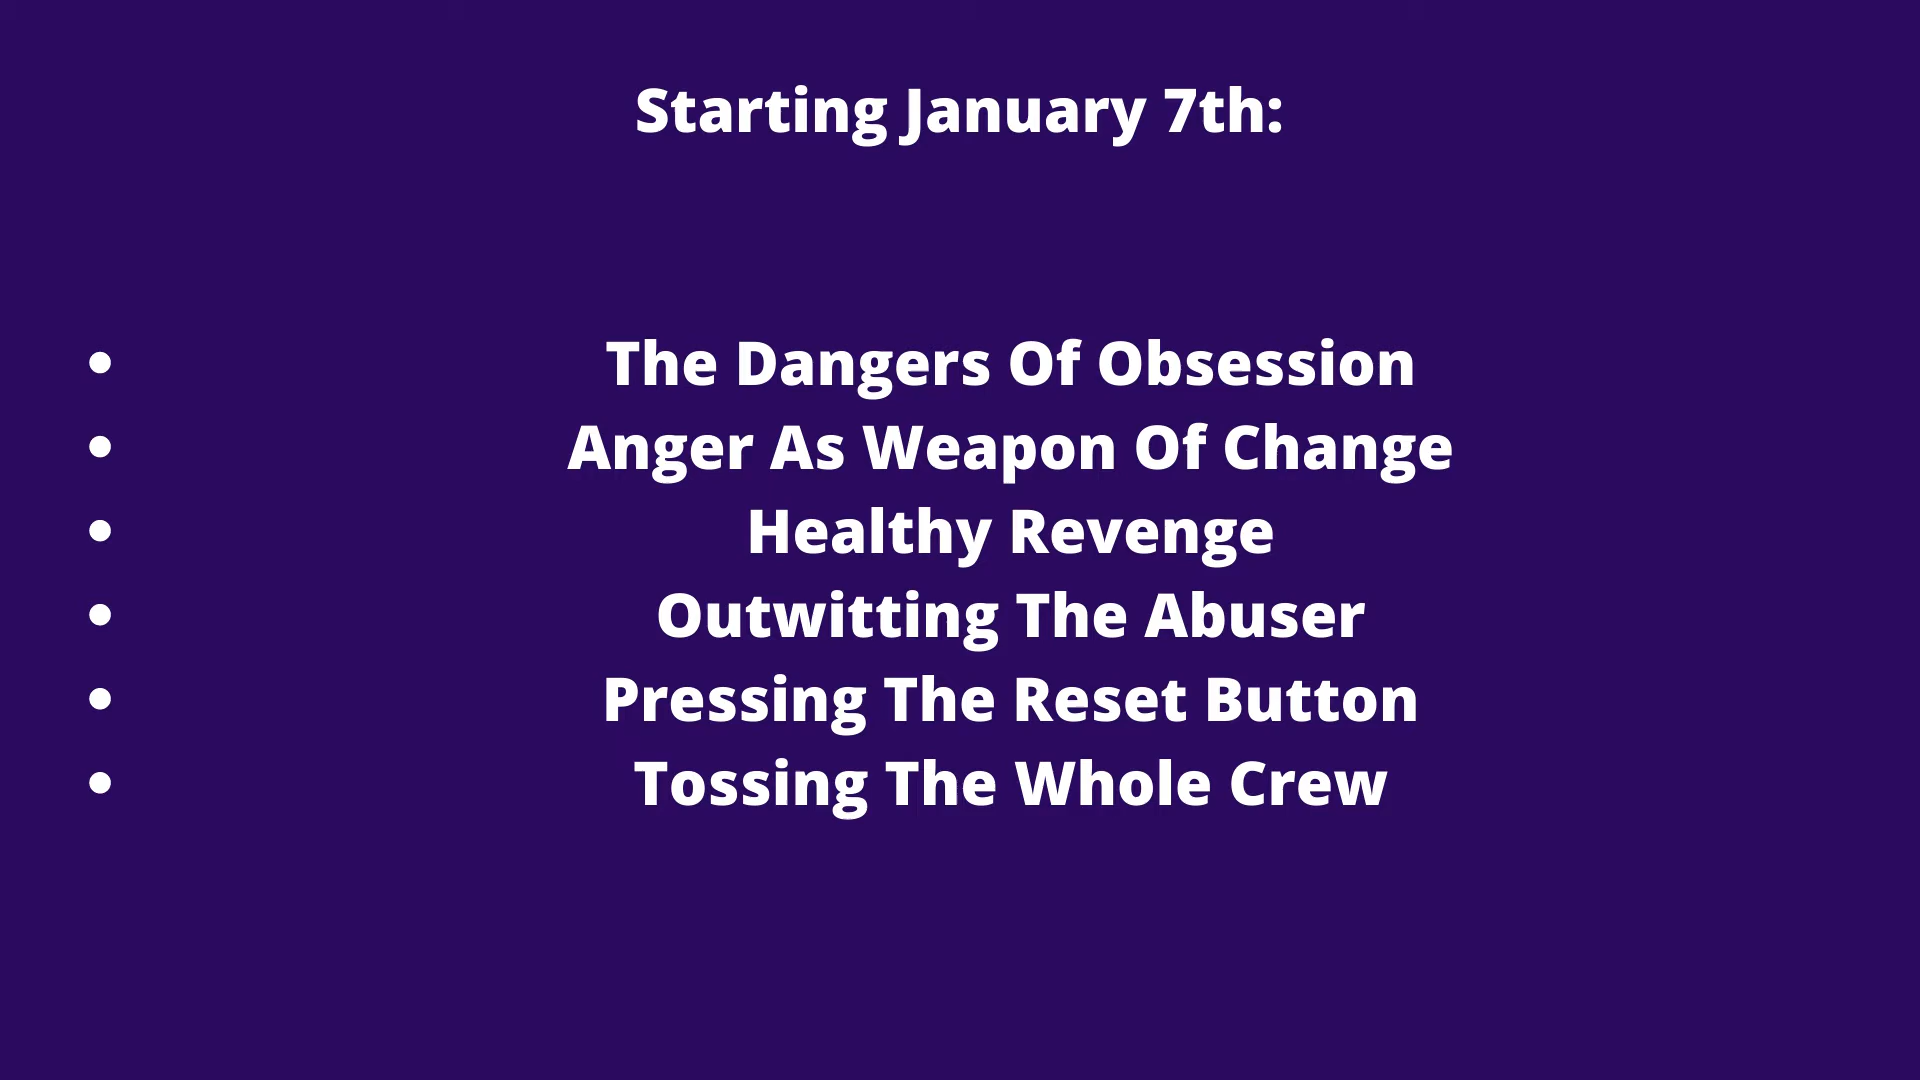 Starting January 7th:
• The Dangers Of Obsession
• Anger As Weapon Of Change
• Healthy Revenge
• Outwitting The Abuser
• Pressing The Reset Button
• Tossing The Whole Crew